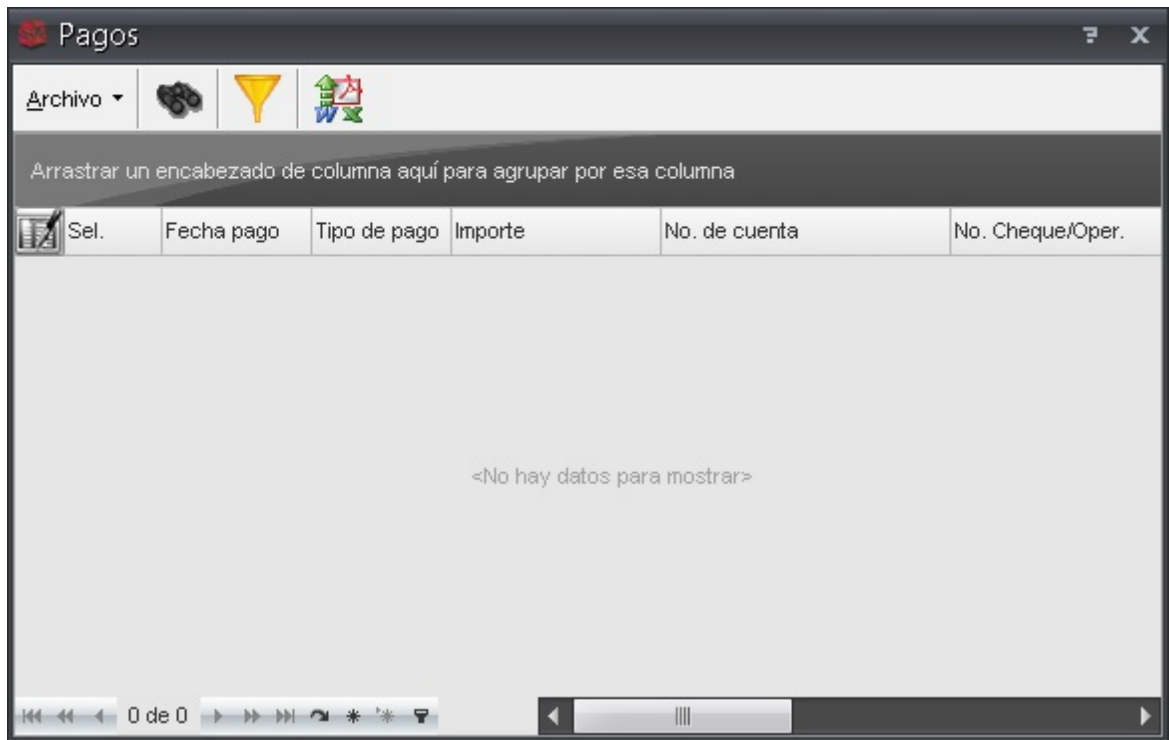 Pagos
Archivo
Arrastrar un encabezado de columna aquí para agrupar por esa columna
Sel. Fecha pago Tipo de pago Importe No. de cuenta No. Cheque/Oper.
<No hay datos para mostrar>
0 de 0